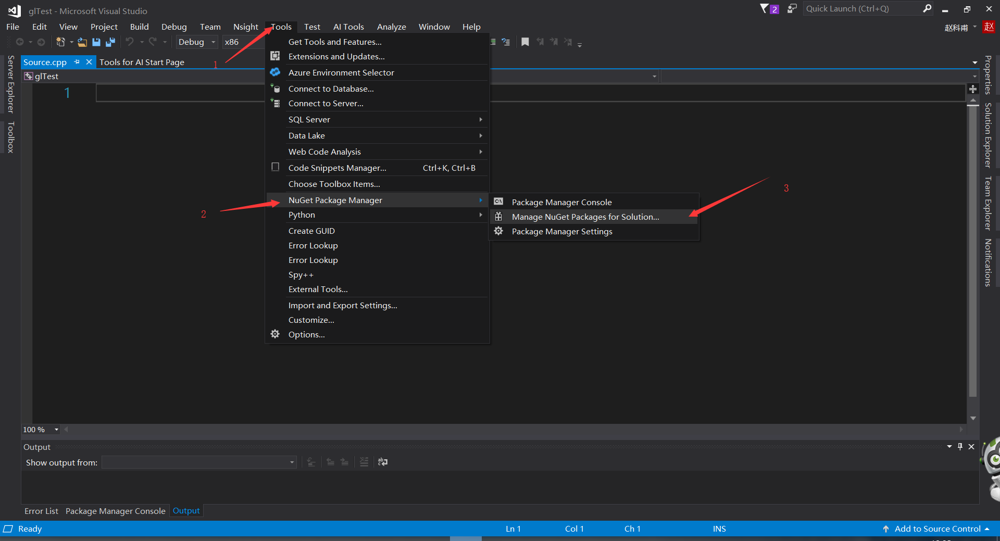 glTest - Microsoft Visual Studio
2
Quick Launch (Ctrl+Q)
File Edit View Project Build Debug Team Nsight Tools Test AI Tools Analyze Window Help
赵科甫 赵
Debug x86
Source.cpp Tools for AI Start Page
glTest
1
Server Explorer
Toolbox
Get Tools and Features...
Extensions and Updates...
Azure Environment Selector
Connect to Database...
Connect to Server...
SQL Server
Data Lake
Web Code Analysis
Code Snippets Manager... Ctrl+K, Ctrl+B
Choose Toolbox Items...
NuGet Package Manager
Python
Create GUID
Error Lookup
Error Lookup
Spy++
External Tools...
Import and Export Settings...
Customize...
Options...
Package Manager Console
Manage NuGet Packages for Solution...
Package Manager Settings
1
2
3
Properties
Solution Explorer
Team Explorer
Notifications
100 %
Output
Show output from:
Error List Package Manager Console Output
Ready Ln 1 Col 1 Ch 1 INS Add to Source Control